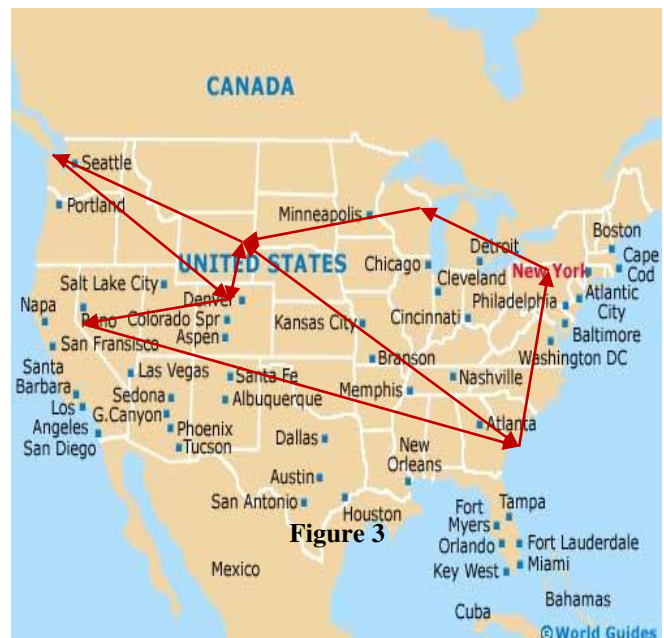 CANADA
Seattle
Portland
Minneapolis
Boston
Detroit
Cape
Cod
UNITED STATES
Chicago
New York
Salt Lake City
Cleveland
Denver
Philadelphia
Atlantic
City
Napa
Reno
Colorado Spr
Kansas City
Cincinnati
Baltimore
San Fransisco
Aspen
Washington DC
Branson
Santa
Barbara
Las Vegas
Santa Fe
Nashville
Memphis
Sedona
Albuquerque
Los
Angeles
G.Canyon
Atlanta
Phoenix
San Diego
Tucson
Dallas
New
Orleans
Austin
San Antonio
Houston
Fort
Myers
Tampa
Figure 3
Orlando
Fort Lauderdale
Mexico
Key West
Miami
Bahamas
Cuba
©World Guides